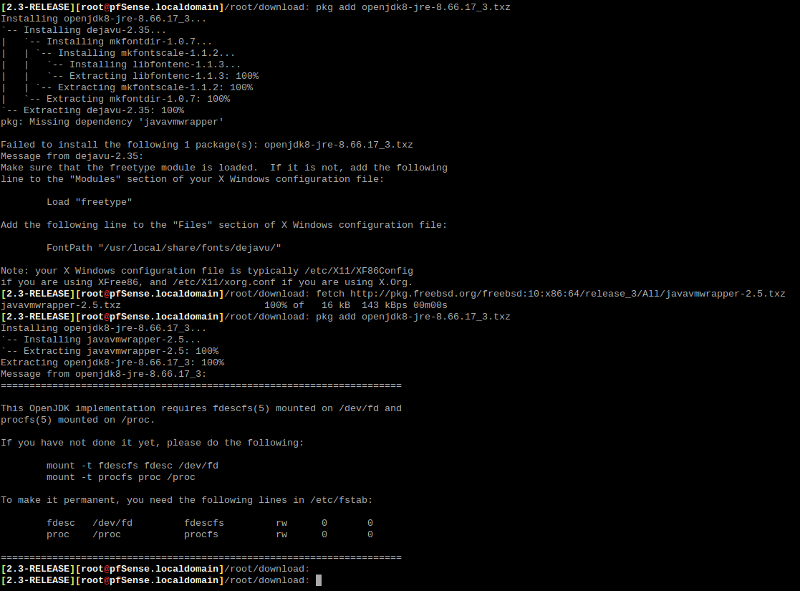 [2.3-RELEASE][root@pfSense.localdomain]/root/download: pkg add openjdk8-jre-8.66.17_3.txz
Installing openjdk8-jre-8.66.17_3...
`-- Installing dejavu-2.35...
|   `-- Installing mkfontdir-1.0.7...
|   | `-- Installing mkfontscale-1.1.2...
|   |   `-- Installing libfontenc-1.1.3...
|   |   `-- Extracting libfontenc-1.1.3: 100%
|   | `-- Extracting mkfontscale-1.1.2: 100%
|   `-- Extracting mkfontdir-1.0.7: 100%
`-- Extracting dejavu-2.35: 100%
pkg: Missing dependency 'javavmwrapper'

Failed to install the following 1 package(s): openjdk8-jre-8.66.17_3.txz
Message from dejavu-2.35:
Make sure that the freetype module is loaded.  If it is not, add the following
line to the "Modules" section of your X Windows configuration file:

        Load "freetype"

Add the following line to the "Files" section of X Windows configuration file:

        FontPath "/usr/local/share/fonts/dejavu/"

Note: your X Windows configuration file is typically /etc/X11/XF86Config
if you are using XFree86, and /etc/X11/xorg.conf if you are using X.Org.
[2.3-RELEASE][root@pfSense.localdomain]/root/download: fetch http://pkg.freebsd.org/freebsd:10:x86:64/release_3/All/javavmwrapper-2.5.txz
javavmwrapper-2.5.txz                         100% of   16 kB  143 kBps 00m00s
[2.3-RELEASE][root@pfSense.localdomain]/root/download: pkg add openjdk8-jre-8.66.17_3.txz
Installing openjdk8-jre-8.66.17_3...
`-- Installing javavmwrapper-2.5...
`-- Extracting javavmwrapper-2.5: 100%
Extracting openjdk8-jre-8.66.17_3: 100%
Message from openjdk8-jre-8.66.17_3:
======================================================================

This OpenJDK implementation requires fdescfs(5) mounted on /dev/fd and
procfs(5) mounted on /proc.

If you have not done it yet, please do the following:

        mount -t fdescfs fdesc /dev/fd
        mount -t procfs proc /proc

To make it permanent, you need the following lines in /etc/fstab:

        fdesc   /dev/fd         fdescfs         rw      0       0
        proc    /proc           procfs          rw      0       0

======================================================================
[2.3-RELEASE][root@pfSense.localdomain]/root/download:
[2.3-RELEASE][root@pfSense.localdomain]/root/download: